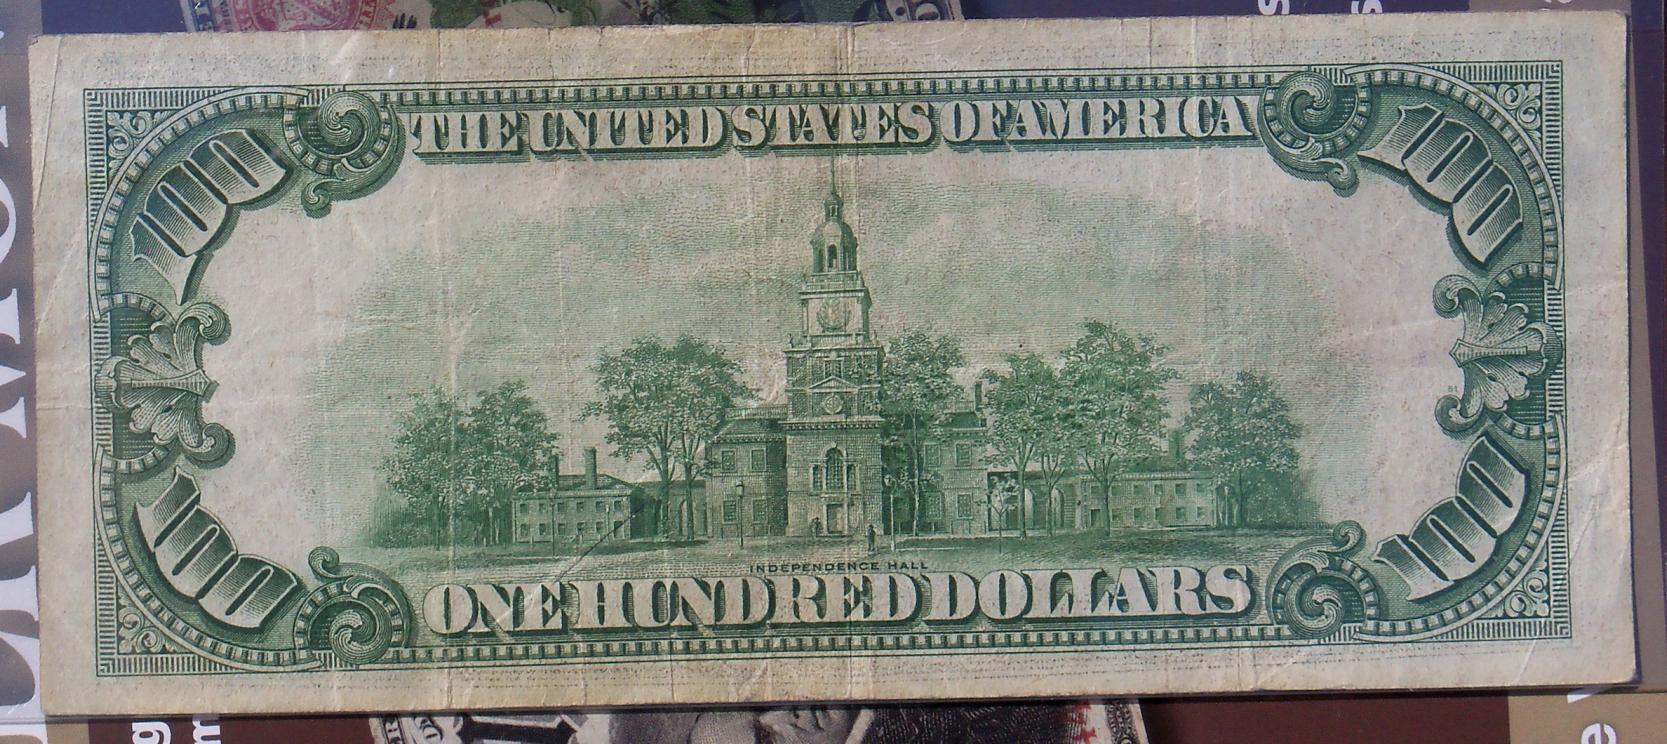 THE UNITED STATES OF AMERICA
100
100
INDEPENDENCE HALL
100
100
ONE HUNDRED DOLLARS